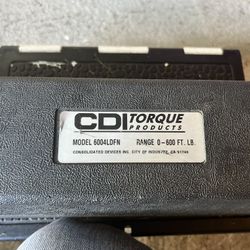 CDI TORQUE
PRODUCTS
MODEL 6004LDFN RANGE 0-600 FT. LB.
CONSOLIDATED DEVICES INC. CITY OF INDUSTRY, CA 91748